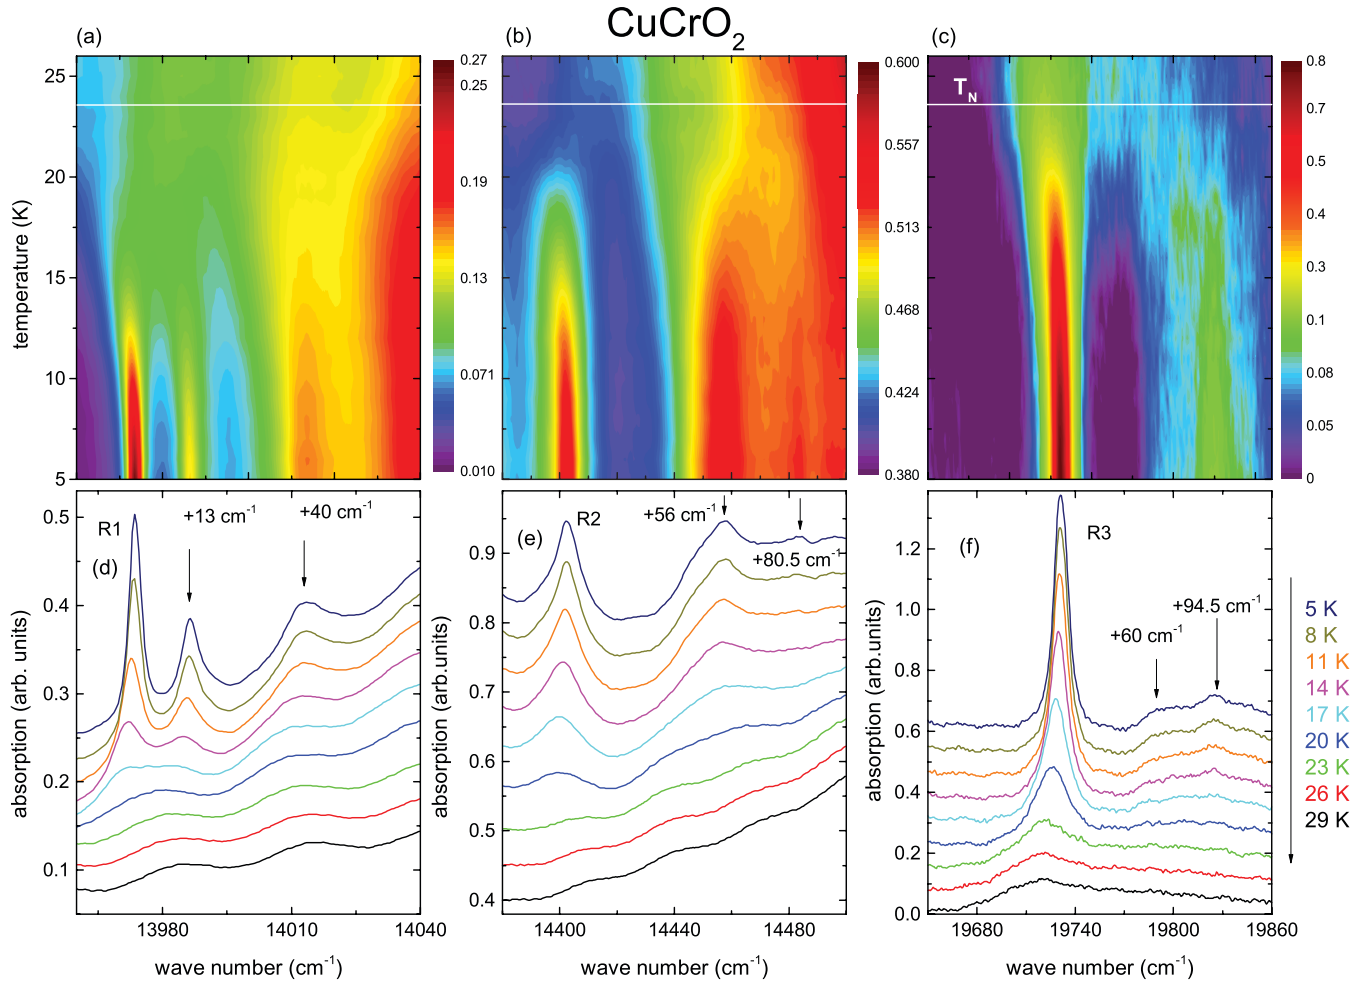 CuCrO2
(a)
(b)
(c)
25
20
15
10
5
temperature (K)
0.27
0.25
0.19
0.13
0.071
0.010
0.600
0.557
0.513
0.468
0.424
0.380
TN
0.8
0.7
0.5
0.4
0.3
0.1
0.08
0.05
0
0.5
0.4
0.3
0.2
0.1
absorption (arb. units)
R1
+13 cm-1
+40 cm-1
(d)
13980
14010
14040
wave number (cm-1)
0.9
0.8
0.7
0.6
0.5
0.4
absorption (arb.units)
(e)
R2
+56 cm-1
+80.5 cm-1
14400
14440
14480
wave number (cm-1)
1.2
1.0
0.8
0.6
0.4
0.2
0.0
absorption (arb.units)
(f)
R3
+60 cm-1
+94.5 cm-1
19680
19740
19800
19860
wave number (cm-1)
5 K
8 K
11 K
14 K
17 K
20 K
23 K
26 K
29 K